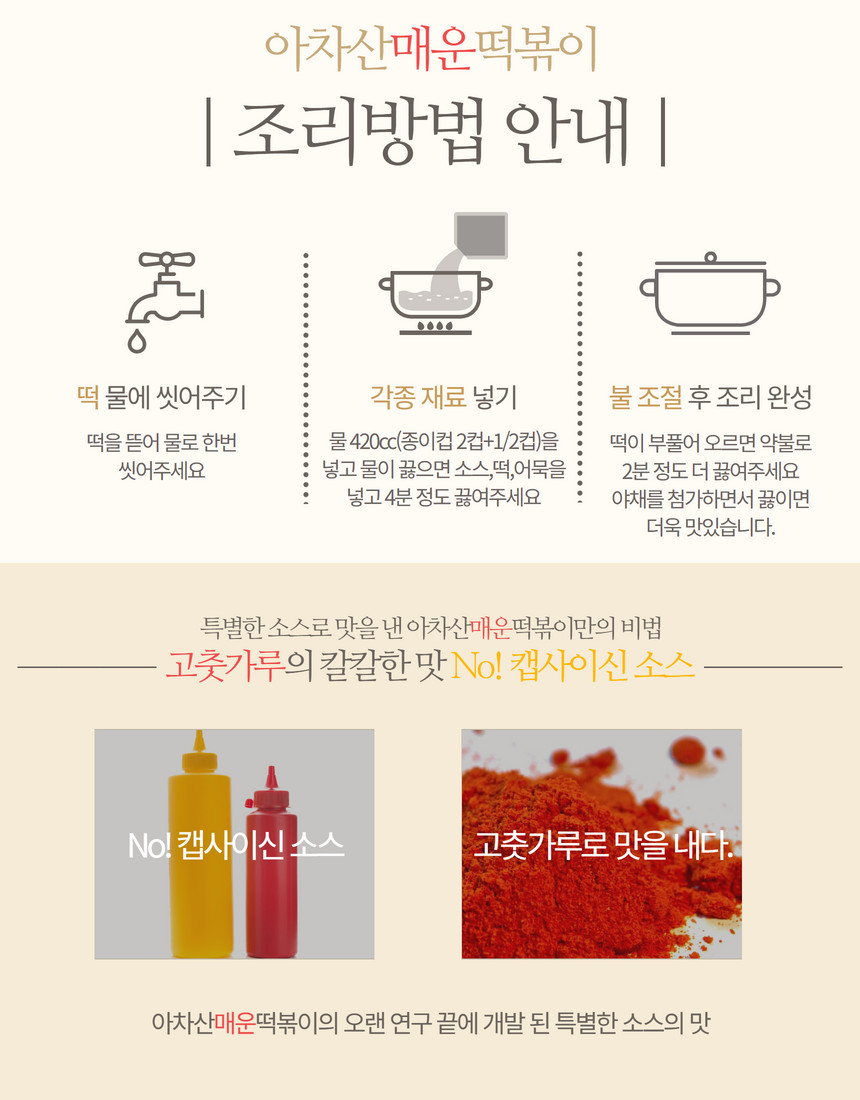 아차산매운떡볶이
| 조리방법 안내 |
떡 물에 씻어주기
떡을 뜯어 물로 한번
씻어주세요
각종 재료 넣기
물 420cc(종이컵 2컵+1/2컵)을
넣고 물이 끓으면 소스,떡,어묵을
넣고 4분 정도 끓여주세요
불 조절 후 조리 완성
떡이 부풀어 오르면 약불로
2분 정도 더 끓여주세요
야채를 첨가하면서 끓이면
더욱 맛있습니다.
특별한 소스로 맛을 낸 아차산매운떡볶이만의 비법
고춧가루의 칼칼한 맛 No! 캡사이신 소스
No! 캡사이신 소스
고춧가루로 맛을 내다.
아차산매운떡볶이의 오랜 연구 끝에 개발 된 특별한 소스의 맛